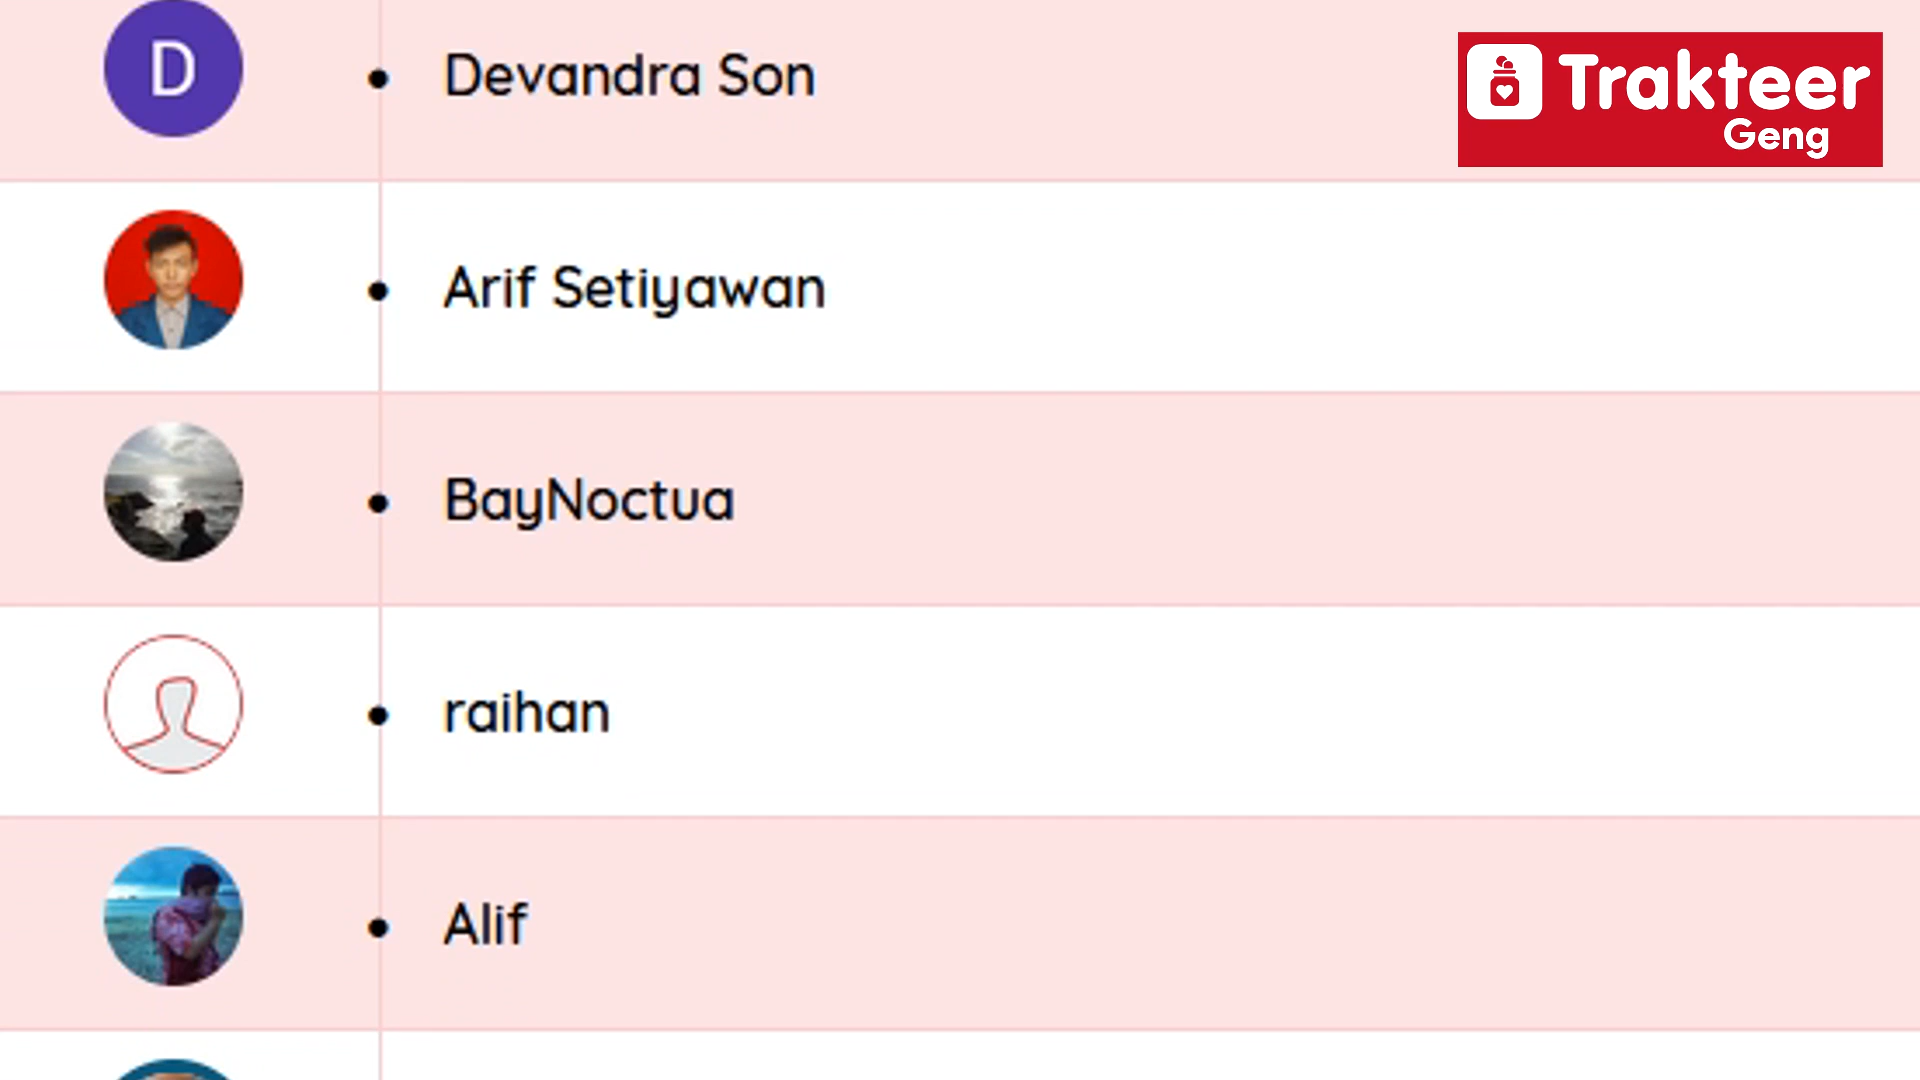 D
Devandra Son
Trakteer
Geng
Arif Setiyawan
BayNoctua
raihan
Alif